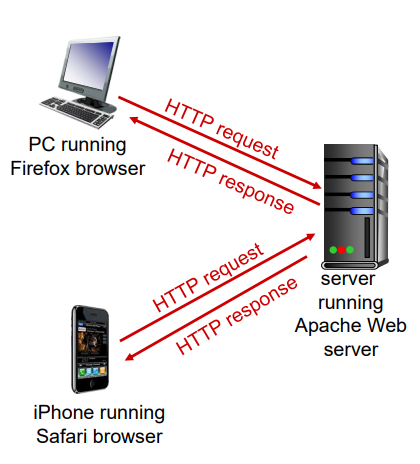 HTTP request
HTTP response
PC running
Firefox browser
server
running
Apache Web
server
HTTP request
HTTP response
iPhone running
Safari browser